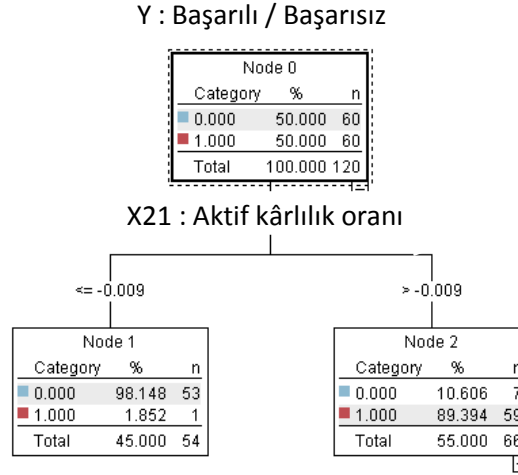 Y : Başarılı / Başarısız
Node 0
Category % n
0.000 50.000 60
1.000 50.000 60
Total 100.000 120
X21 : Aktif kârlılık oranı
<= -0.009
> -0.009
Node 1
Category % n
0.000 98.148 53
1.000 1.852 1
Total 45.000 54
Node 2
Category % n
0.000 10.606 7
1.000 89.394 59
Total 55.000 66